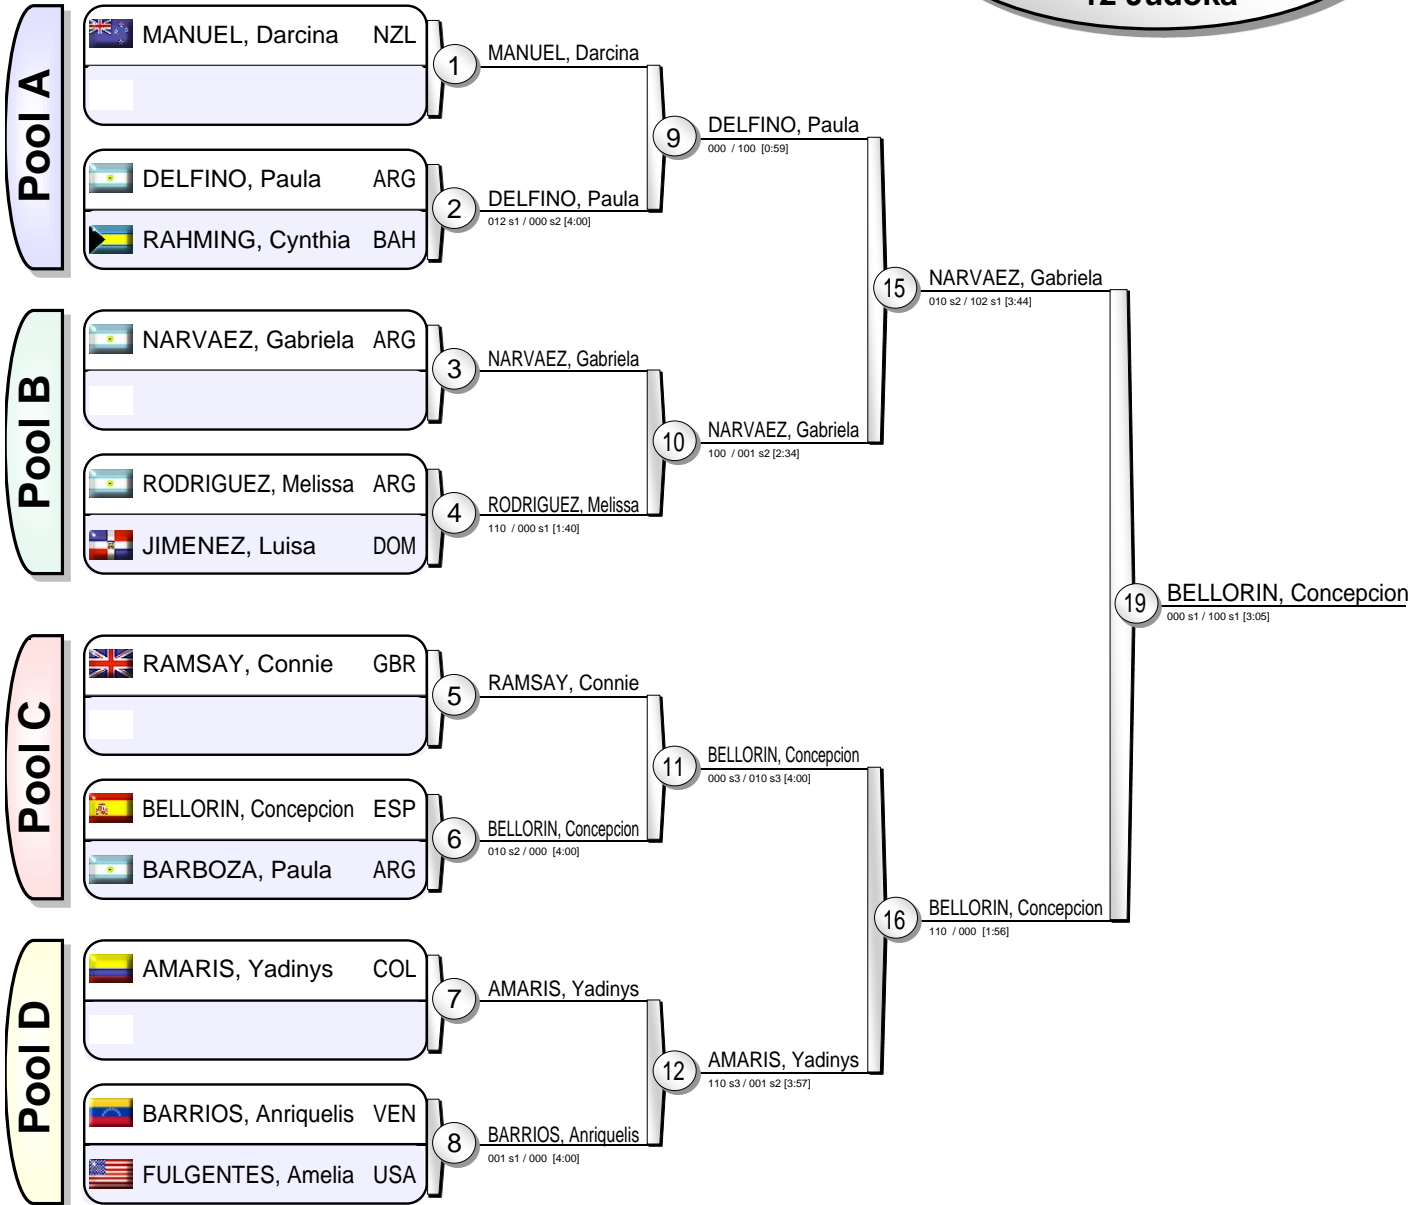 12 Judoka
Pool A
MANUEL, Darcina NZL
1
MANUEL, Darcina
DELFINO, Paula ARG
RAHMING, Cynthia BAH
2
DELFINO, Paula
012 s1 / 000 s2 [4:00]
9
DELFINO, Paula
000 / 100 [0:59]
Pool B
NARVAEZ, Gabriela ARG
3
NARVAEZ, Gabriela
RODRIGUEZ, Melissa ARG
JIMENEZ, Luisa DOM
4
RODRIGUEZ, Melissa
110 / 000 s1 [1:40]
10
NARVAEZ, Gabriela
100 / 001 s2 [2:34]
15
NARVAEZ, Gabriela
010 s2 / 102 s1 [3:44]
Pool C
RAMSAY, Connie GBR
5
RAMSAY, Connie
BELLORIN, Concepcion ESP
BARBOZA, Paula ARG
6
BELLORIN, Concepcion
010 s2 / 000 [4:00]
11
BELLORIN, Concepcion
000 s3 / 010 s3 [4:00]
Pool D
AMARIS, Yadinys COL
7
AMARIS, Yadinys
BARRIOS, Anriquelis VEN
FULGENTES, Amelia USA
8
BARRIOS, Anriquelis
001 s1 / 000 [4:00]
12
AMARIS, Yadinys
110 s3 / 001 s2 [3:57]
16
BELLORIN, Concepcion
110 / 000 [1:56]
19
BELLORIN, Concepcion
000 s1 / 100 s1 [3:05]